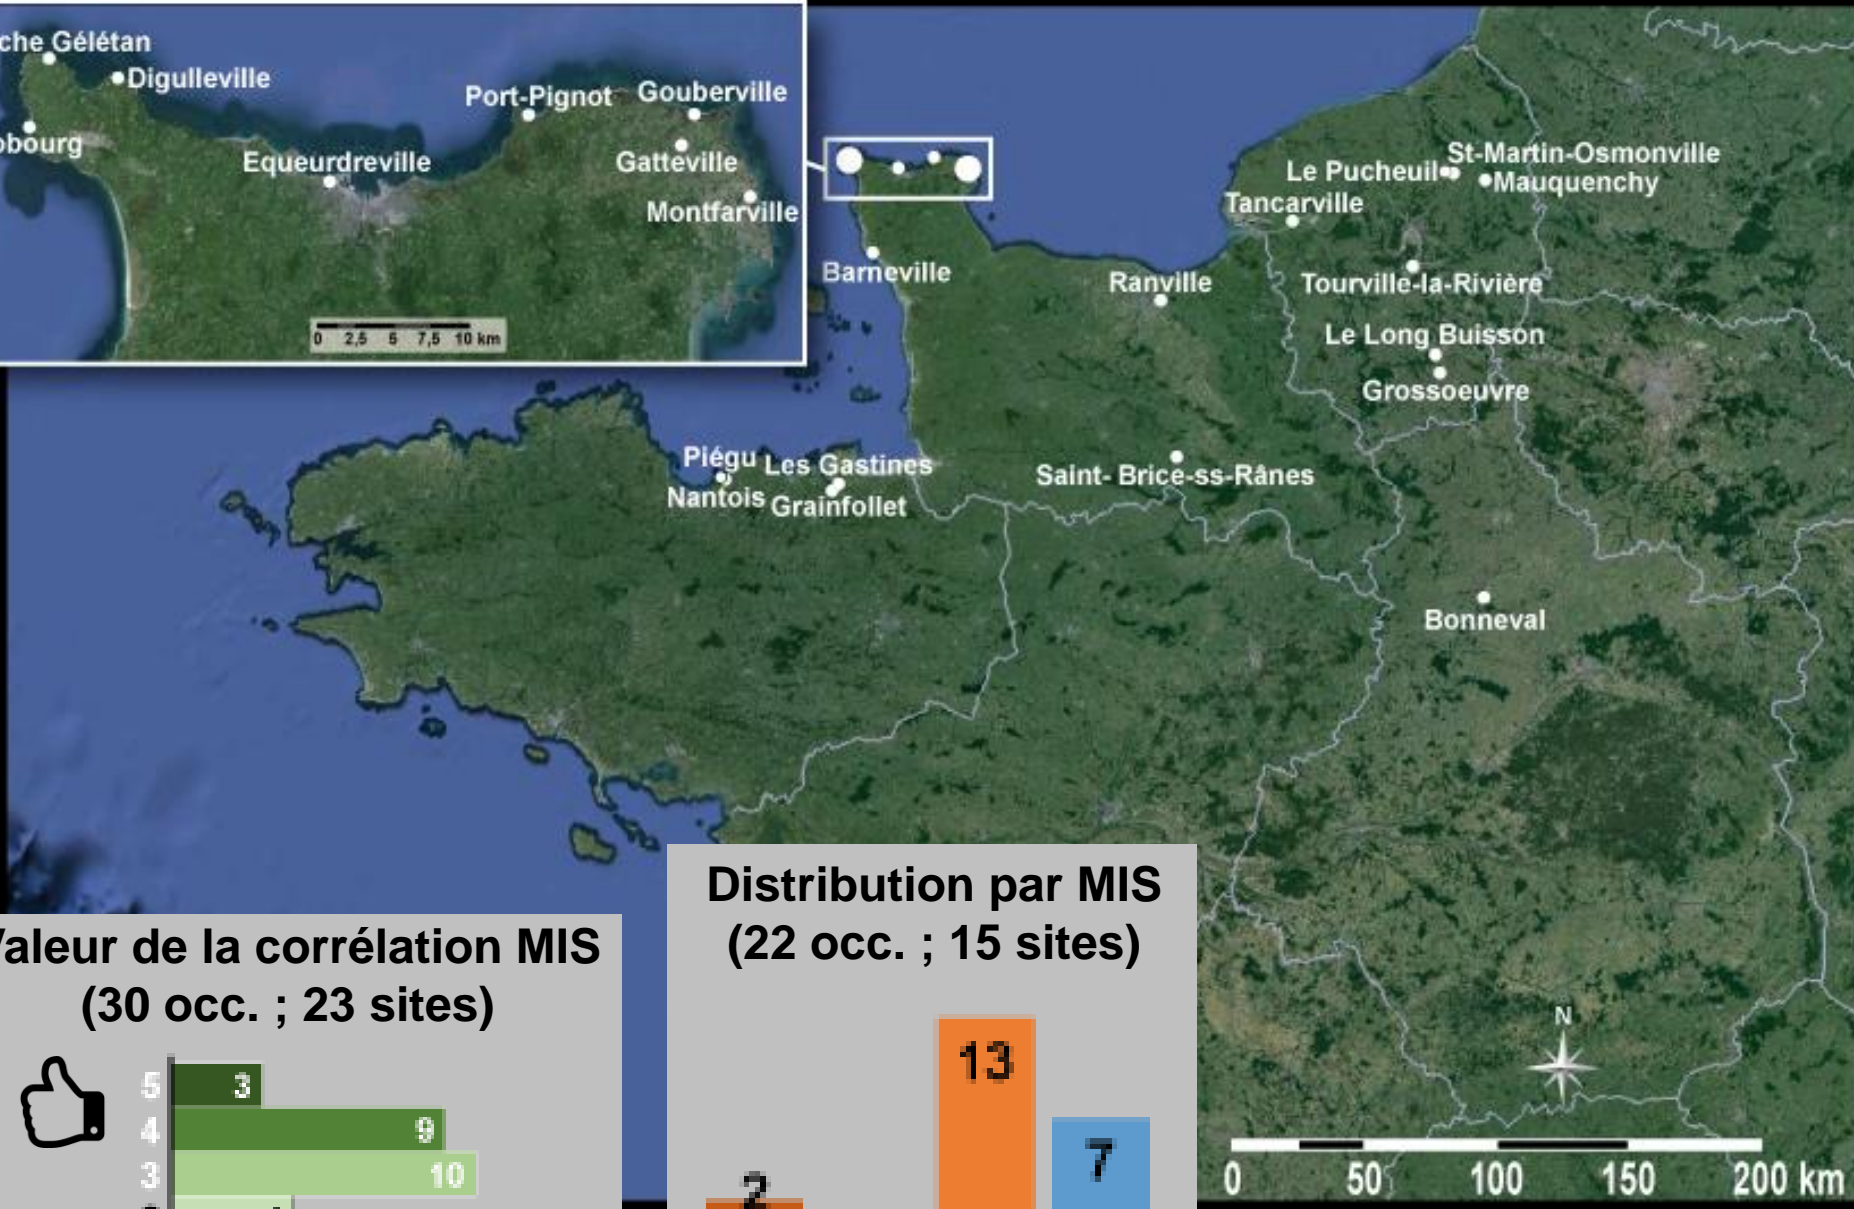 che Gélétan
Digulleville
Port-Pignot
Gouberville
obourg
Equeurdreville
Gatteville
Montfarville
0 2,5 5 7,5 10 km
Le Pucheuil
St-Martin-Osmonville
Mauquenchy
Tancarville
Barneville
Ranville
Tourville-la-Rivière
Le Long Buisson
Grossoeuvre
Piégu
Les Gastines
Nantois
Grainfollet
Saint- Brice-ss-Rânes
Bonneval
Valeur de la corrélation MIS
(30 occ. ; 23 sites)
5 3
4 9
3 10
Distribution par MIS
(22 occ. ; 15 sites)
13
7
2
N
0 50 100 150 200 km